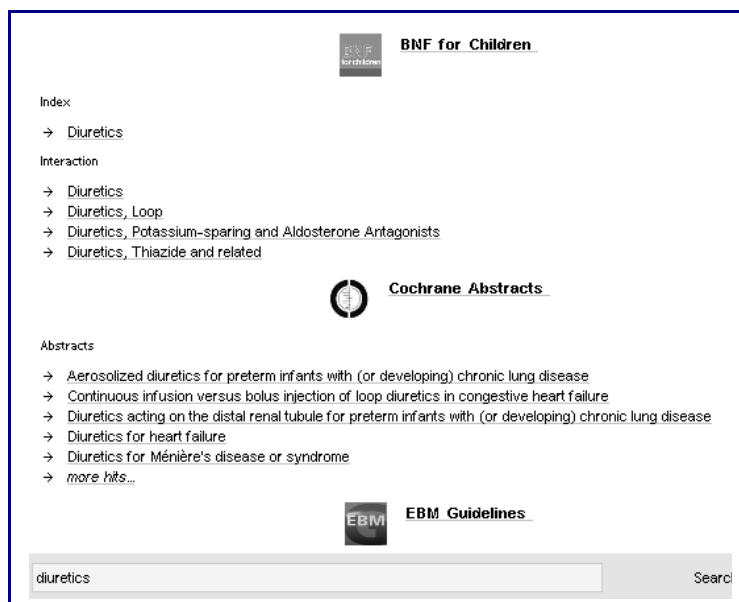 BNF for children
BNF for Children
Index
→ Diuretics
Interaction
→ Diuretics
→ Diuretics, Loop
→ Diuretics, Potassium-sparing and Aldosterone Antagonists
→ Diuretics, Thiazide and related
Cochrane Abstracts
Abstracts
→ Aerosolized diuretics for preterm infants with (or developing) chronic lung disease
→ Continuous infusion versus bolus injection of loop diuretics in congestive heart failure
→ Diuretics acting on the distal renal tubule for preterm infants with (or developing) chronic lung disease
→ Diuretics for heart failure
→ Diuretics for Ménière's disease or syndrome
→ more hits...
EBM
EBM Guidelines
diuretics
Search